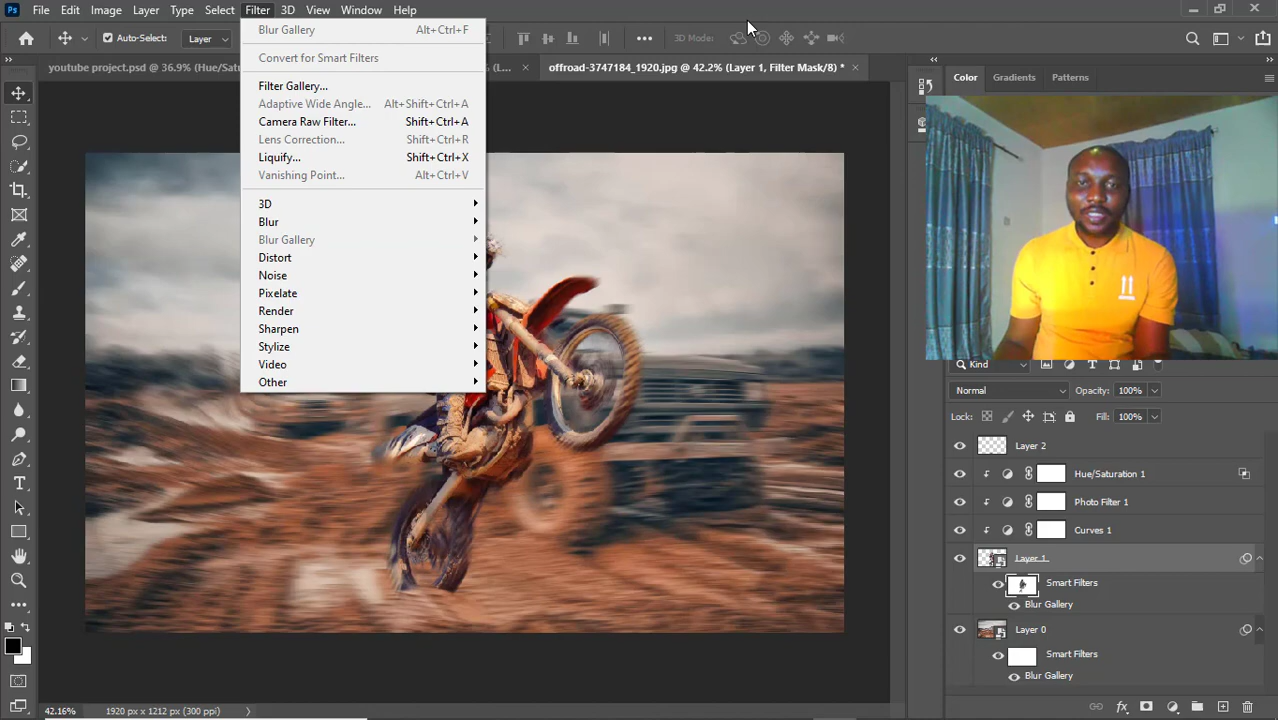 Ps File Edit Image Layer Type Select Filter 3D View Window Help
Auto-Select: Layer 3D Mode:
youtube project.psd @ 36.9% (Hue/Satu
(L × offroad-3747184_1920.jpg @ 42.2% (Layer 1, Filter Mask/8) * ×
Blur Gallery Alt+Ctrl+F
Convert for Smart Filters
Filter Gallery...
Adaptive Wide Angle... Alt+Shift+Ctrl+A
Camera Raw Filter... Shift+Ctrl+A
Lens Correction... Shift+Ctrl+R
Liquify... Shift+Ctrl+X
Vanishing Point... Alt+Ctrl+V
3D
Blur
Blur Gallery
Distort
Noise
Pixelate
Render
Sharpen
Stylize
Video
Other
Color Gradients Patterns
Kind
Normal Opacity: 100%
Lock: Fill: 100%
Layer 2
Hue/Saturation 1
Photo Filter 1
Curves 1
Layer 1
Smart Filters
Blur Gallery
Layer 0
Smart Filters
Blur Gallery
42.16% 1920 px x 1212 px (300 ppi)